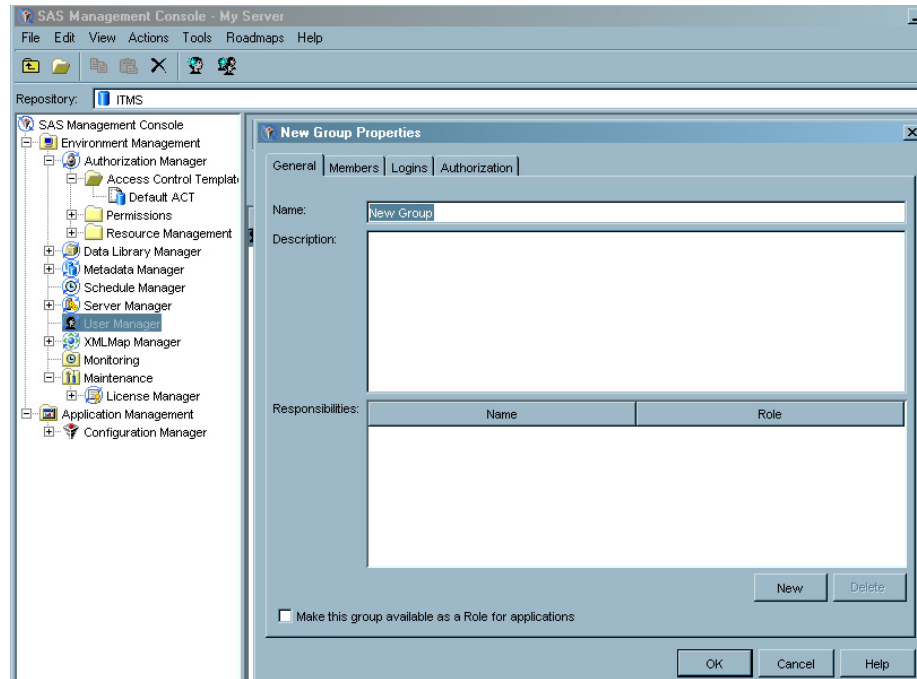 SAS Management Console - My Server
File Edit View Actions Tools Roadmaps Help
Repository: ITMS
SAS Management Console
Environment Management
Authorization Manager
Access Control Templat
Default ACT
Permissions
Resource Management
Data Library Manager
Metadata Manager
Schedule Manager
Server Manager
User Manager
XMLMap Manager
Monitoring
Maintenance
License Manager
Application Management
Configuration Manager
New Group Properties
General Members Logins Authorization
Name: New Group
Description:
Responsibilities: Name Role
New Delete
Make this group available as a Role for applications
OK Cancel Help